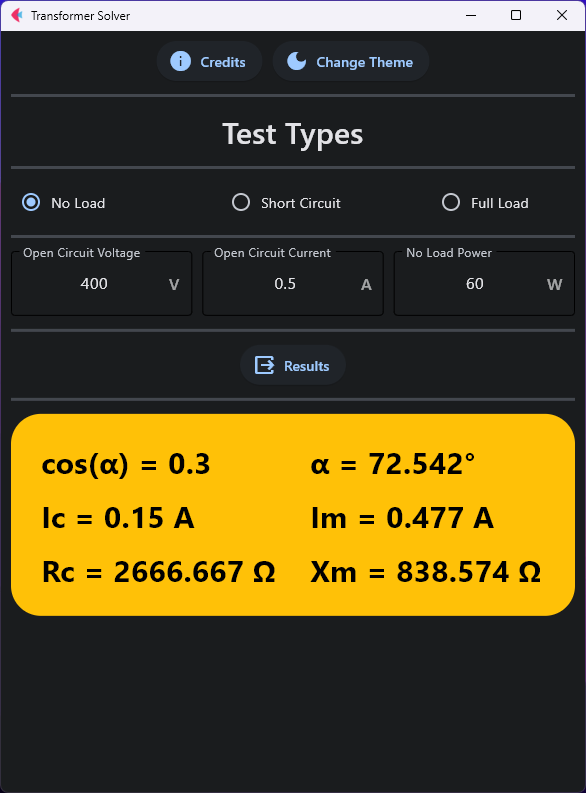 Transformer Solver
Credits
Change Theme
Test Types
No Load
Short Circuit
Full Load
Open Circuit Voltage
400 V
Open Circuit Current
0.5 A
No Load Power
60 W
Results
cos(α) = 0.3
α = 72.542°
Ic = 0.15 A
Im = 0.477 A
Rc = 2666.667 Ω
Xm = 838.574 Ω